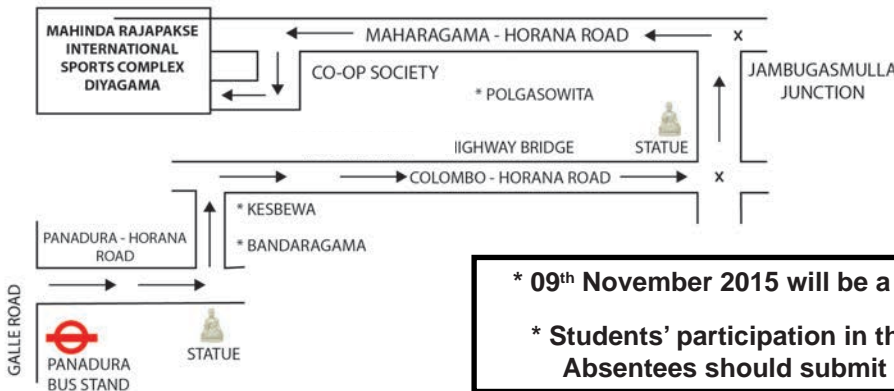 MAHINDA RAJAPAKSE
INTERNATIONAL
SPORTS COMPLEX
DIYAGAMA
MAHARAGAMA - HORANA ROAD
x
CO-OP SOCIETY
* POLGASOWITA
JAMBUGASMULLA
JUNCTION
IGHWAY BRIDGE
STATUE
COLOMBO - HORANA ROAD
x
* KESBEWA
* BANDARAGAMA
PANADURA - HORANA
ROAD
GALLE ROAD
PANADURA
BUS STAND
STATUE
* 09th November 2015 will be a
* Students’ participation in th
Absentees should submit